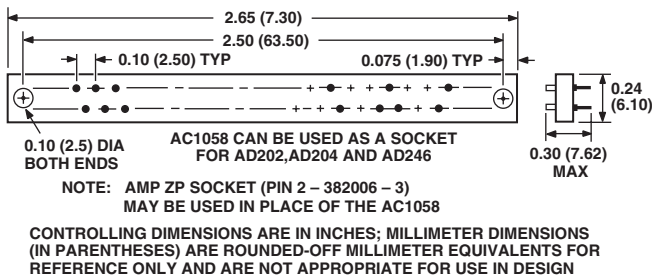 2.65 (7.30)
2.50 (63.50)
0.10 (2.50) TYP
0.075 (1.90) TYP
0.24
(6.10)
0.10 (2.5) DIA
BOTH ENDS
AC1058 CAN BE USED AS A SOCKET
FOR AD202,AD204 AND AD246
0.30 (7.62)
MAX
NOTE: AMP ZP SOCKET (PIN 2 – 382006 – 3)
MAY BE USED IN PLACE OF THE AC1058
CONTROLLING DIMENSIONS ARE IN INCHES; MILLIMETER DIMENSIONS
(IN PARENTHESES) ARE ROUNDED-OFF MILLIMETER EQUIVALENTS FOR
REFERENCE ONLY AND ARE NOT APPROPRIATE FOR USE IN DESIGN